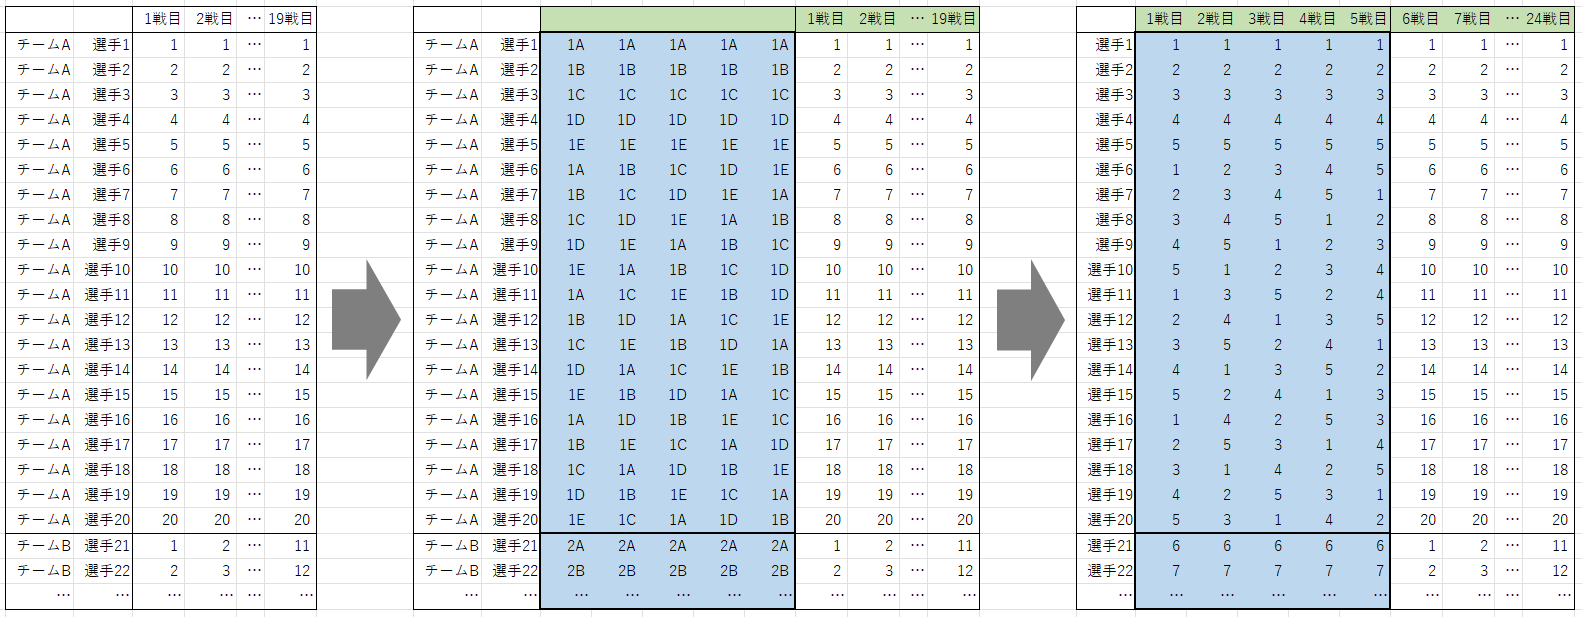 1戦目 2戦目 … 19戦目 1戦目 2戦目 … 19戦目 1戦目 2戦目 3戦目 4戦目 5戦目 6戦目 7戦目 … 24戦目
チームA 選手1 1 1 … 1 チームA 選手1 1A 1A 1A 1A 1A 1 1 … 1 選手1 1 1 1 1 1 1 1 … 1
チームA 選手2 2 2 … 2 チームA 選手2 1B 1B 1B 1B 1B 2 2 … 2 選手2 2 2 2 2 2 2 2 … 2
チームA 選手3 3 3 … 3 チームA 選手3 1C 1C 1C 1C 1C 3 3 … 3 選手3 3 3 3 3 3 3 3 … 3
チームA 選手4 4 4 … 4 チームA 選手4 1D 1D 1D 1D 1D 4 4 … 4 選手4 4 4 4 4 4 4 4 … 4
チームA 選手5 5 5 … 5 チームA 選手5 1E 1E 1E 1E 1E 5 5 … 5 選手5 5 5 5 5 5 5 5 … 5
チームA 選手6 6 6 … 6 チームA 選手6 1A 1B 1C 1D 1E 6 6 … 6 選手6 1 2 3 4 5 6 6 … 6
チームA 選手7 7 7 … 7 チームA 選手7 1B 1C 1D 1E 1A 7 7 … 7 選手7 2 3 4 5 1 7 7 … 7
チームA 選手8 8 8 … 8 チームA 選手8 1C 1D 1E 1A 1B 8 8 … 8 選手8 3 4 5 1 2 8 8 … 8
チームA 選手9 9 9 … 9 チームA 選手9 1D 1E 1A 1B 1C 9 9 … 9 選手9 4 5 1 2 3 9 9 … 9
チームA 選手10 10 10 … 10 チームA 選手10 1E 1A 1B 1C 1D 10 10 … 10 選手10 5 1 2 3 4 10 10 … 10
チームA 選手11 11 11 … 11 チームA 選手11 1A 1C 1E 1B 1D 11 11 … 11 選手11 1 3 5 2 4 11 11 … 11
チームA 選手12 12 12 … 12 チームA 選手12 1B 1D 1A 1C 1E 12 12 … 12 選手12 2 4 1 3 5 12 12 … 12
チームA 選手13 13 13 … 13 チームA 選手13 1C 1E 1B 1D 1A 13 13 … 13 選手13 3 5 2 4 1 13 13 … 13
チームA 選手14 14 14 … 14 チームA 選手14 1D 1A 1C 1E 1B 14 14 … 14 選手14 4 1 3 5 2 14 14 … 14
チームA 選手15 15 15 … 15 チームA 選手15 1E 1B 1D 1A 1C 15 15 … 15 選手15 5 2 4 1 3 15 15 … 15
チームA 選手16 16 16 … 16 チームA 選手16 1A 1D 1B 1E 1C 16 16 … 16 選手16 1 4 2 5 3 16 16 … 16
チームA 選手17 17 17 … 17 チームA 選手17 1B 1E 1C 1A 1D 17 17 … 17 選手17 2 5 3 1 4 17 17 … 17
チームA 選手18 18 18 … 18 チームA 選手18 1C 1A 1D 1B 1E 18 18 … 18 選手18 3 1 4 2 5 18 18 … 18
チームA 選手19 19 19 … 19 チームA 選手19 1D 1B 1E 1C 1A 19 19 … 19 選手19 4 2 5 3 1 19 19 … 19
チームA 選手20 20 20 … 20 チームA 選手20 1E 1C 1A 1D 1B 20 20 … 20 選手20 5 3 1 4 2 20 20 … 20
チームB 選手21 1 2 … 11 チームB 選手21 2A 2A 2A 2A 2A 1 2 … 11 選手21 6 6 6 6 6 1 2 … 11
チームB 選手22 2 3 … 12 チームB 選手22 2B 2B 2B 2B 2B 2 3 … 12 選手22 7 7 7 7 7 2 3 … 12
… … … … … … … … … … … … … … … … … … … … … … … … … … …